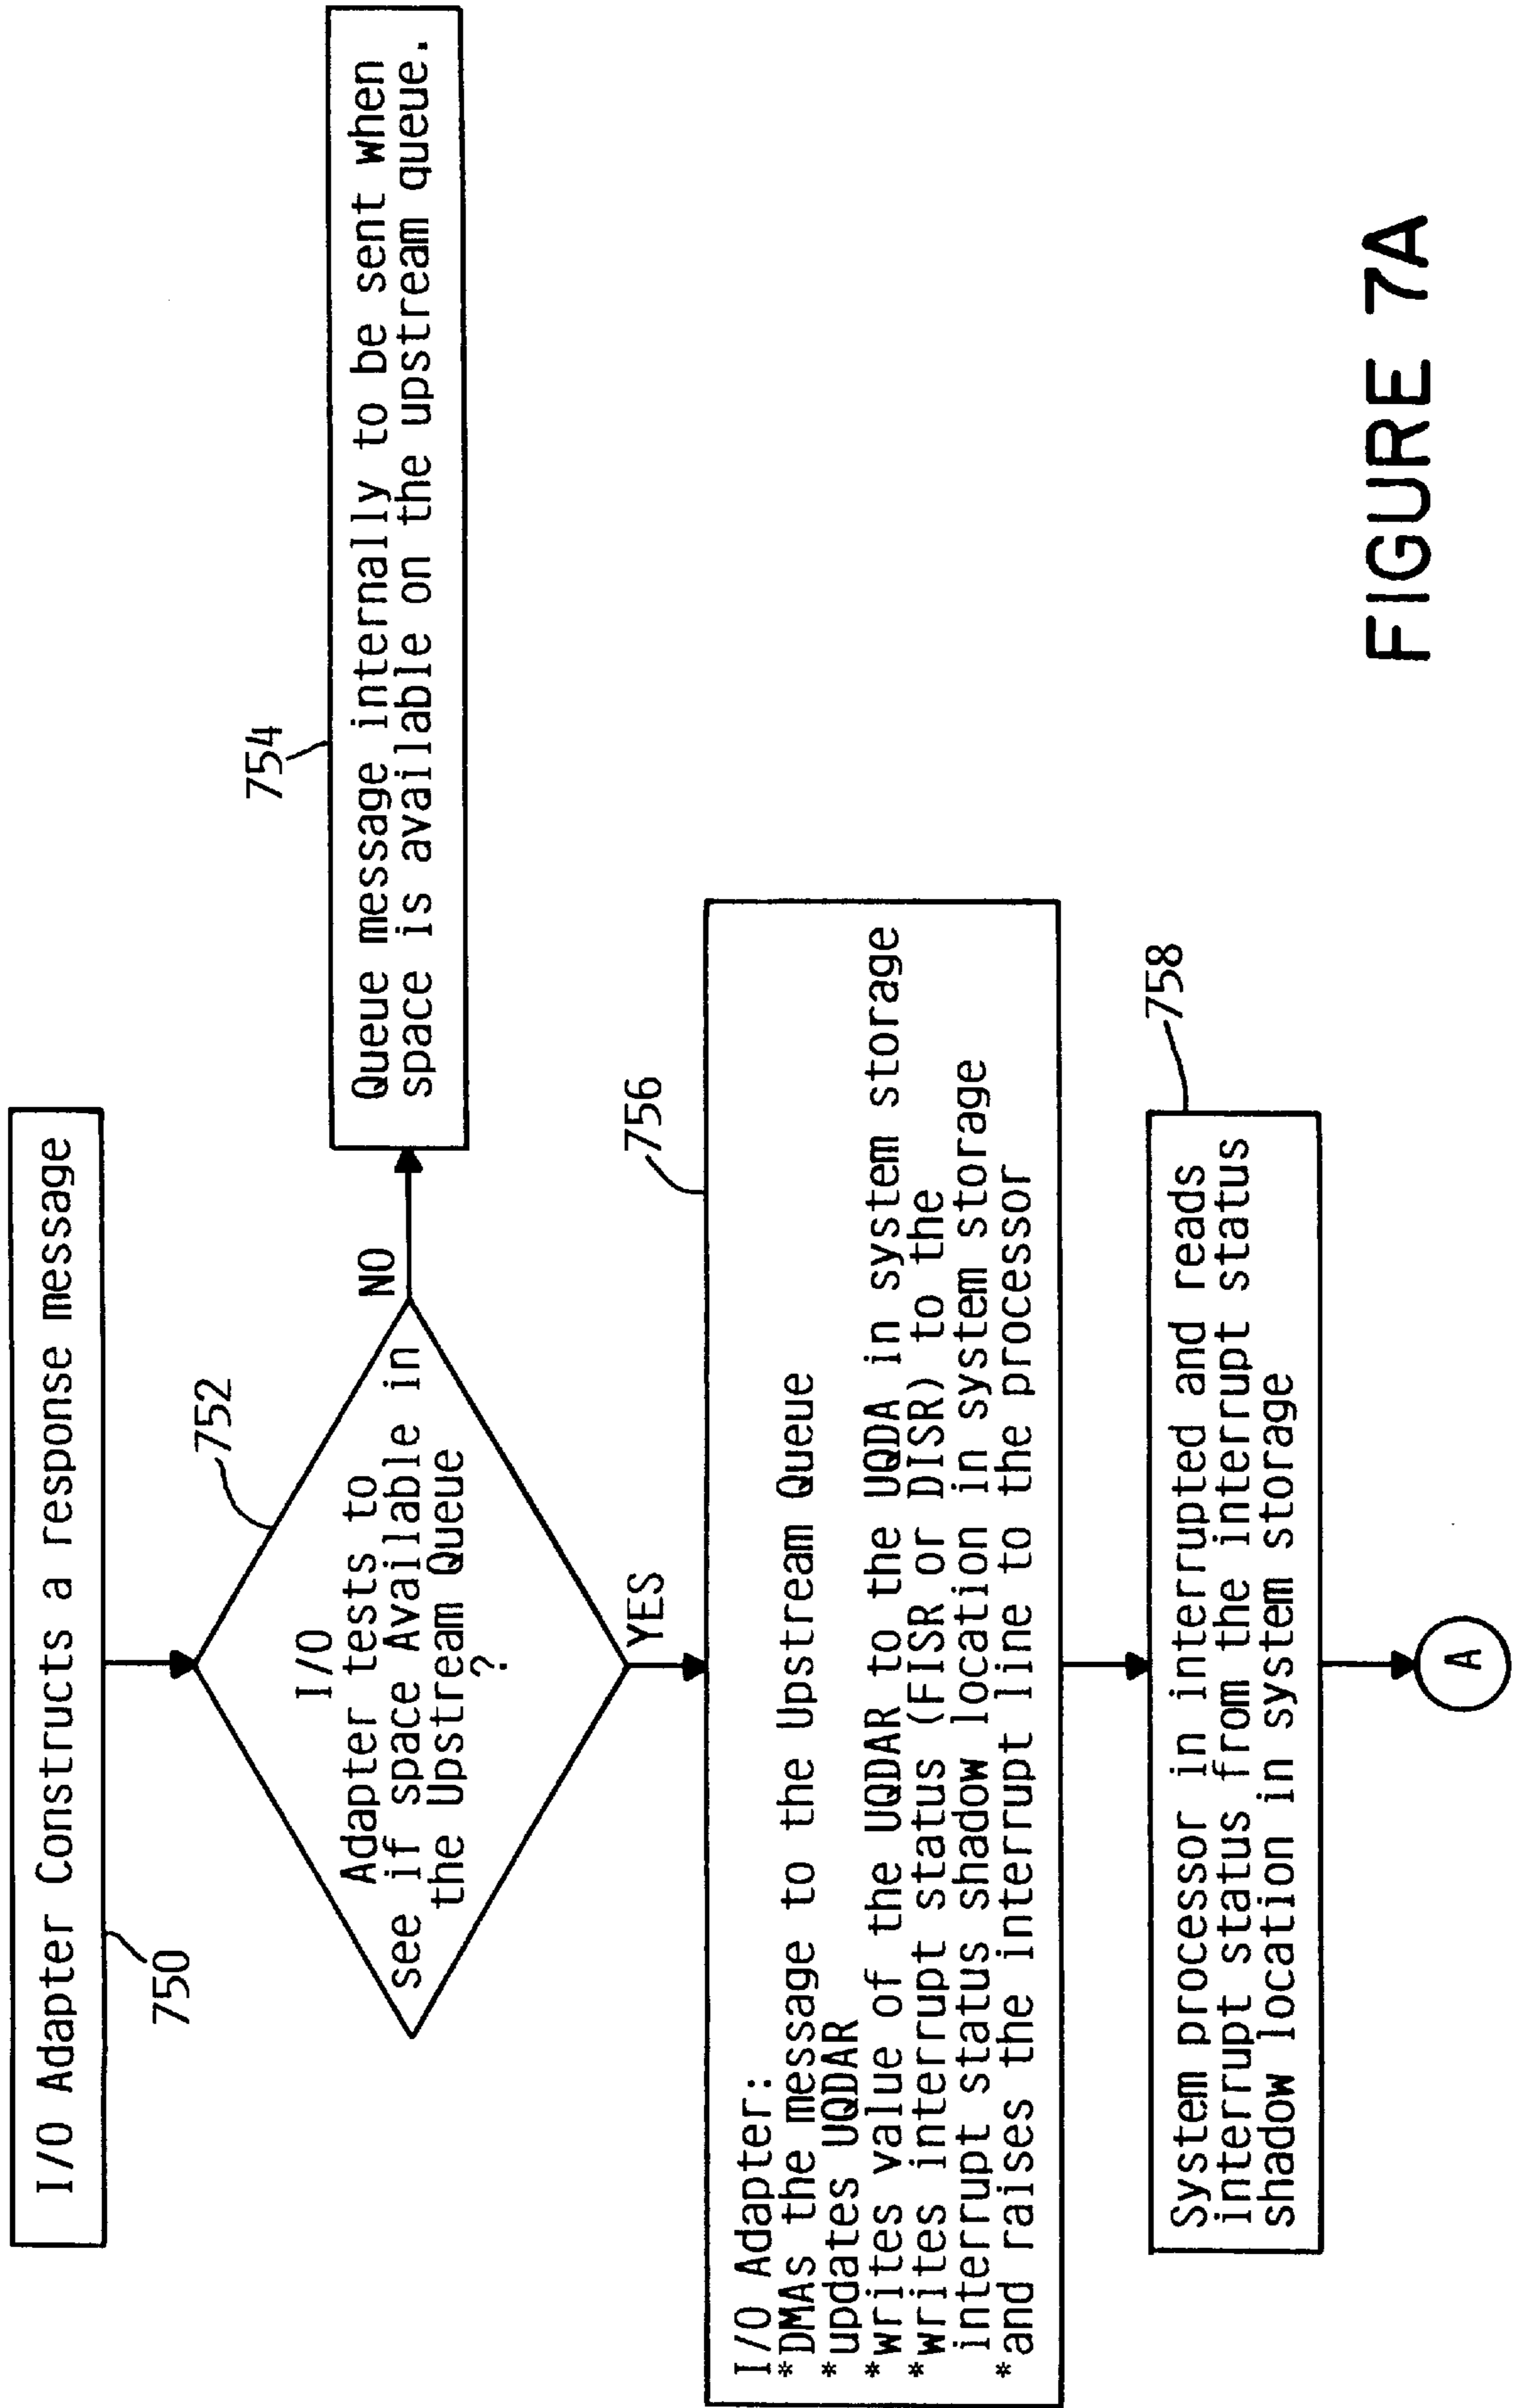 I/O Adapter Constructs a response message
750
752
I/O
Adapter tests to
see if space Available in
the Upstream Queue
?
NO
YES
754
Queue message internally to be sent when
space is available on the upstream queue.
756
I/O Adapter:
*DMAs the message to the Upstream Queue
*updates UQDAR
*writes value of the UQDAR to the UQDA in system storage
*writes interrupt status (FISR or DISR) to the
interrupt status shadow location in system storage
*and raises the interrupt line to the processor
758
System processor in interrupted and reads
interrupt status from the interrupt status
shadow location in system storage
A
FIGURE 7A